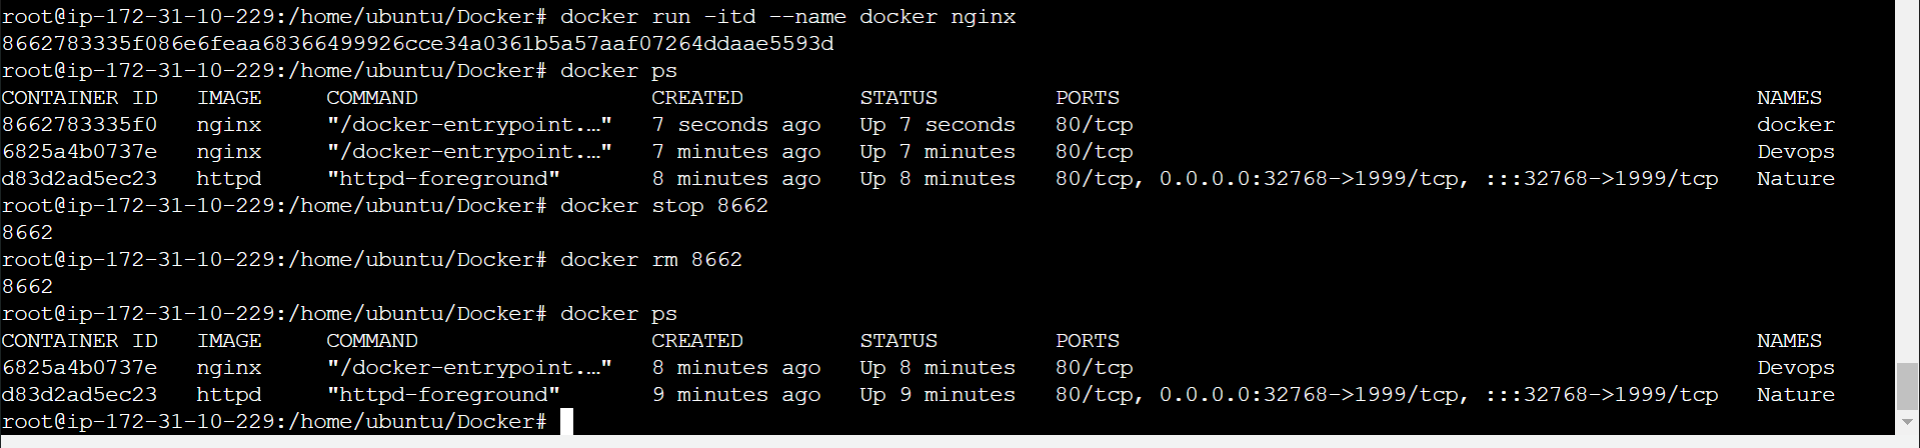 root@ip-172-31-10-229:/home/ubuntu/Docker# docker run -itd --name docker nginx
8662783335f086e6feaa68366499926cce34a0361b5a57aaf07264ddaae5593d
root@ip-172-31-10-229:/home/ubuntu/Docker# docker ps
CONTAINER ID   IMAGE     COMMAND                  CREATED         STATUS         PORTS                                                 NAMES
8662783335f0   nginx     "/docker-entrypoint.…"   7 seconds ago   Up 7 seconds   80/tcp                                                docker
6825a4b0737e   nginx     "/docker-entrypoint.…"   7 minutes ago   Up 7 minutes   80/tcp                                                Devops
d83d2ad5ec23   httpd     "httpd-foreground"       8 minutes ago   Up 8 minutes   80/tcp, 0.0.0.0:32768->1999/tcp, :::32768->1999/tcp   Nature
root@ip-172-31-10-229:/home/ubuntu/Docker# docker stop 8662
8662
root@ip-172-31-10-229:/home/ubuntu/Docker# docker rm 8662
8662
root@ip-172-31-10-229:/home/ubuntu/Docker# docker ps
CONTAINER ID   IMAGE     COMMAND                  CREATED         STATUS         PORTS                                                 NAMES
6825a4b0737e   nginx     "/docker-entrypoint.…"   8 minutes ago   Up 8 minutes   80/tcp                                                Devops
d83d2ad5ec23   httpd     "httpd-foreground"       9 minutes ago   Up 9 minutes   80/tcp, 0.0.0.0:32768->1999/tcp, :::32768->1999/tcp   Nature
root@ip-172-31-10-229:/home/ubuntu/Docker#